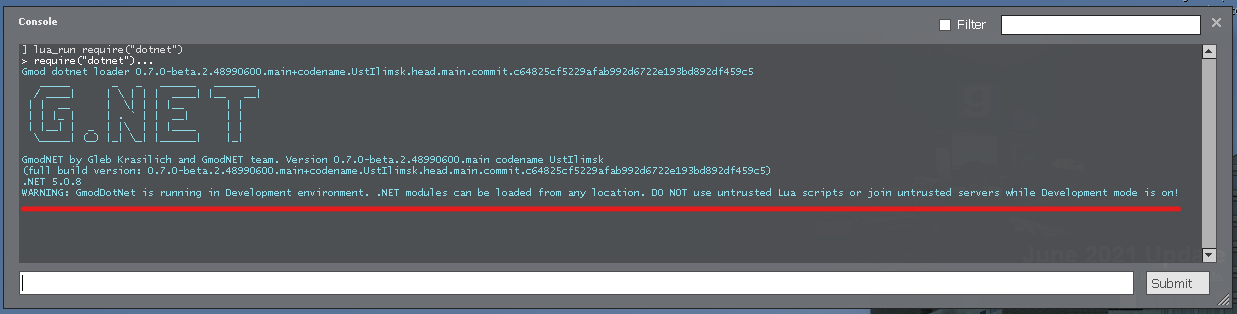 Console
Filter
] lua_run require("dotnet")
> require("dotnet")...
Gmod dotnet loader 0.7.0-beta.2.48990600.main+codename.UstIlimsk.head.main.commit.c64825cf5229afab992d6722e193bd892df459c5
G.NET
GmodNET by Gleb Krasilich and GmodNET team. Version 0.7.0-beta.2.48990600.main codename UstIlimsk
(full build version: 0.7.0-beta.2.48990600.main+codename.UstIlimsk.head.main.commit.c64825cf5229afab992d6722e193bd892df459c5)
.NET 5.0.8
WARNING: GmodDotNet is running in Development environment. .NET modules can be loaded from any location. DO NOT use untrusted Lua scripts or join untrusted servers while Development mode is on!
June 2021 Update
Submit